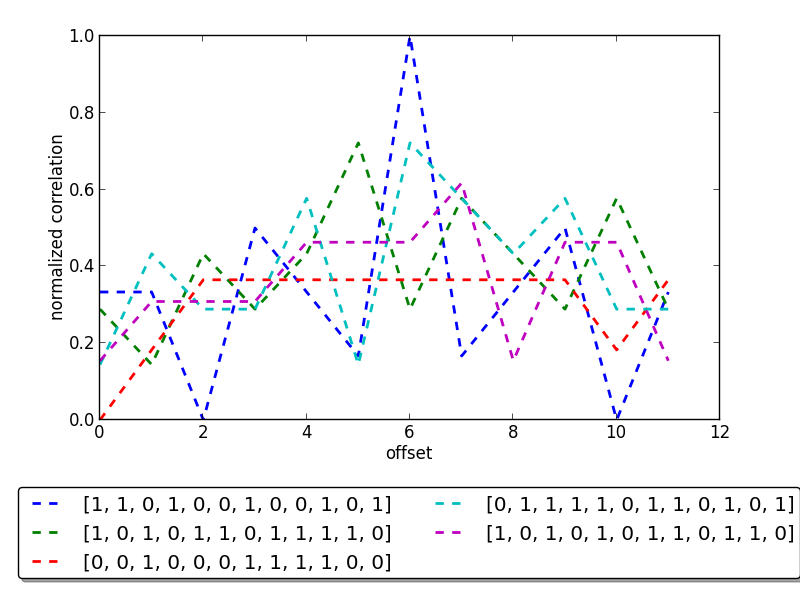 1.0
0.8
0.6
0.4
0.2
0.0
normalized correlation
0 2 4 6 8 10 12
offset
[1, 1, 0, 1, 0, 0, 1, 0, 0, 1, 0, 1]
[1, 0, 1, 0, 1, 1, 0, 1, 1, 1, 1, 0]
[0, 0, 1, 0, 0, 0, 1, 1, 1, 1, 0, 0]
[0, 1, 1, 1, 1, 0, 1, 1, 0, 1, 0, 1]
[1, 0, 1, 0, 1, 0, 1, 1, 0, 1, 1, 0]